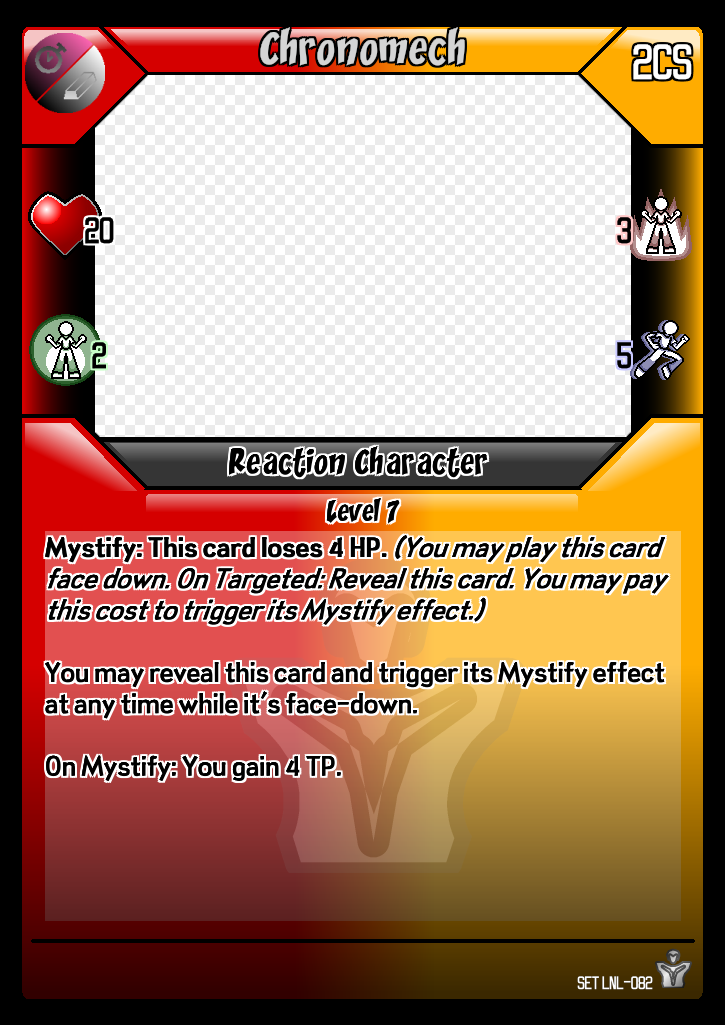 Chronomech
2CS
20
3
2
5
Reaction Character
Level 7
Mystify: This card loses 4 HP. (You may play this card
face down. On Targeted: Reveal this card. You may pay
this cost to trigger its Mystify effect.)
You may reveal this card and trigger its Mystify effect
at any time while it's face-down.
On Mystify: You gain 4 TP.
SET LNL-082